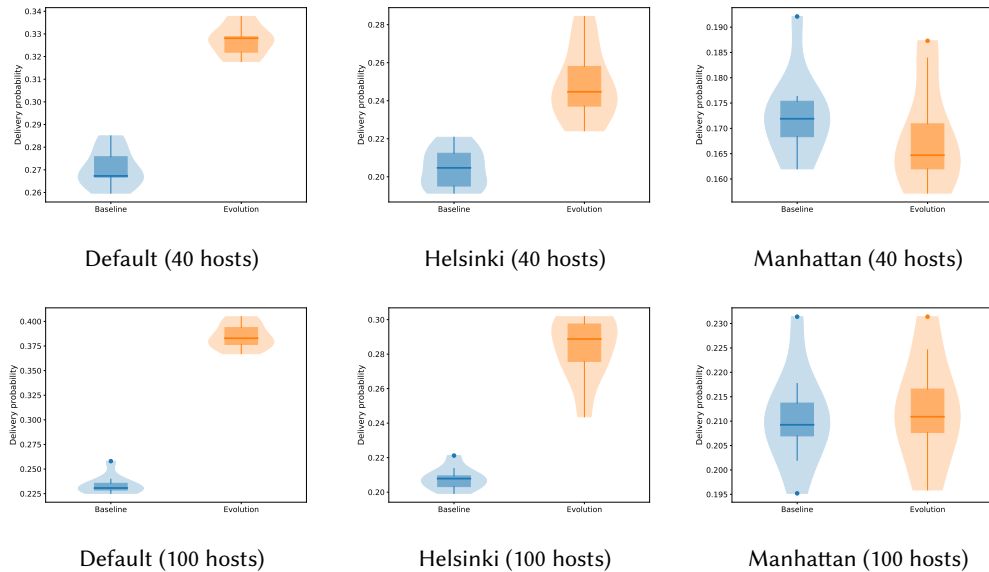 0.34
0.33
0.32
0.31
0.30
0.29
0.28
0.27
0.26
Delivery probability
Baseline
Evolution
Default (40 hosts)
0.28
0.26
0.24
0.22
0.20
Delivery probability
Baseline
Evolution
Helsinki (40 hosts)
0.190
0.185
0.180
0.175
0.170
0.165
0.160
Delivery probability
Baseline
Evolution
Manhattan (40 hosts)
0.400
0.375
0.350
0.325
0.300
0.275
0.250
0.225
Delivery probability
Baseline
Evolution
Default (100 hosts)
0.30
0.28
0.26
0.24
0.22
0.20
Delivery probability
Baseline
Evolution
Helsinki (100 hosts)
0.230
0.225
0.220
0.215
0.210
0.205
0.200
0.195
Delivery probability
Baseline
Evolution
Manhattan (100 hosts)